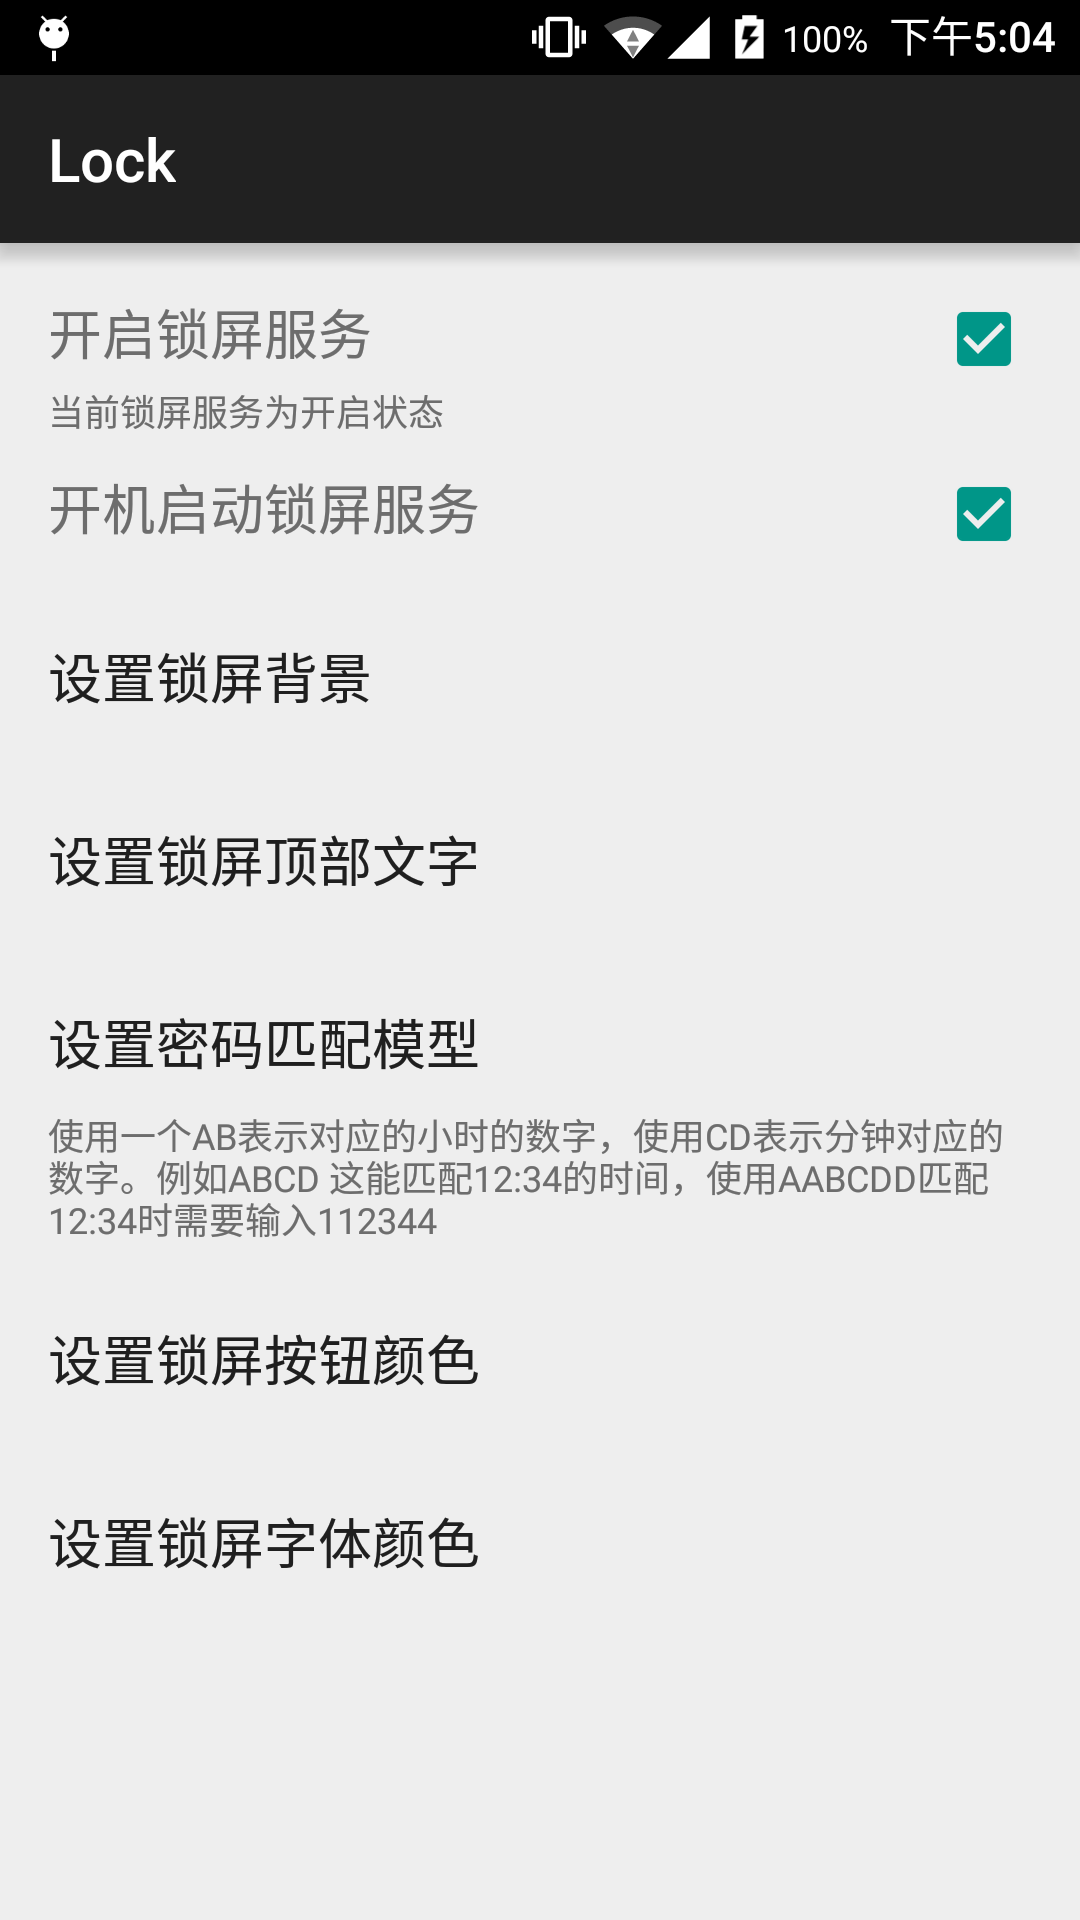 100% 下午5:04
Lock
开启锁屏服务
当前锁屏服务为开启状态
开机启动锁屏服务
设置锁屏背景
设置锁屏顶部文字
设置密码匹配模型
使用一个AB表示对应的小时的数字，使用CD表示分钟对应的
数字。例如ABCD 这能匹配12:34的时间，使用AABCDD匹配
12:34时需要输入112344
设置锁屏按钮颜色
设置锁屏字体颜色